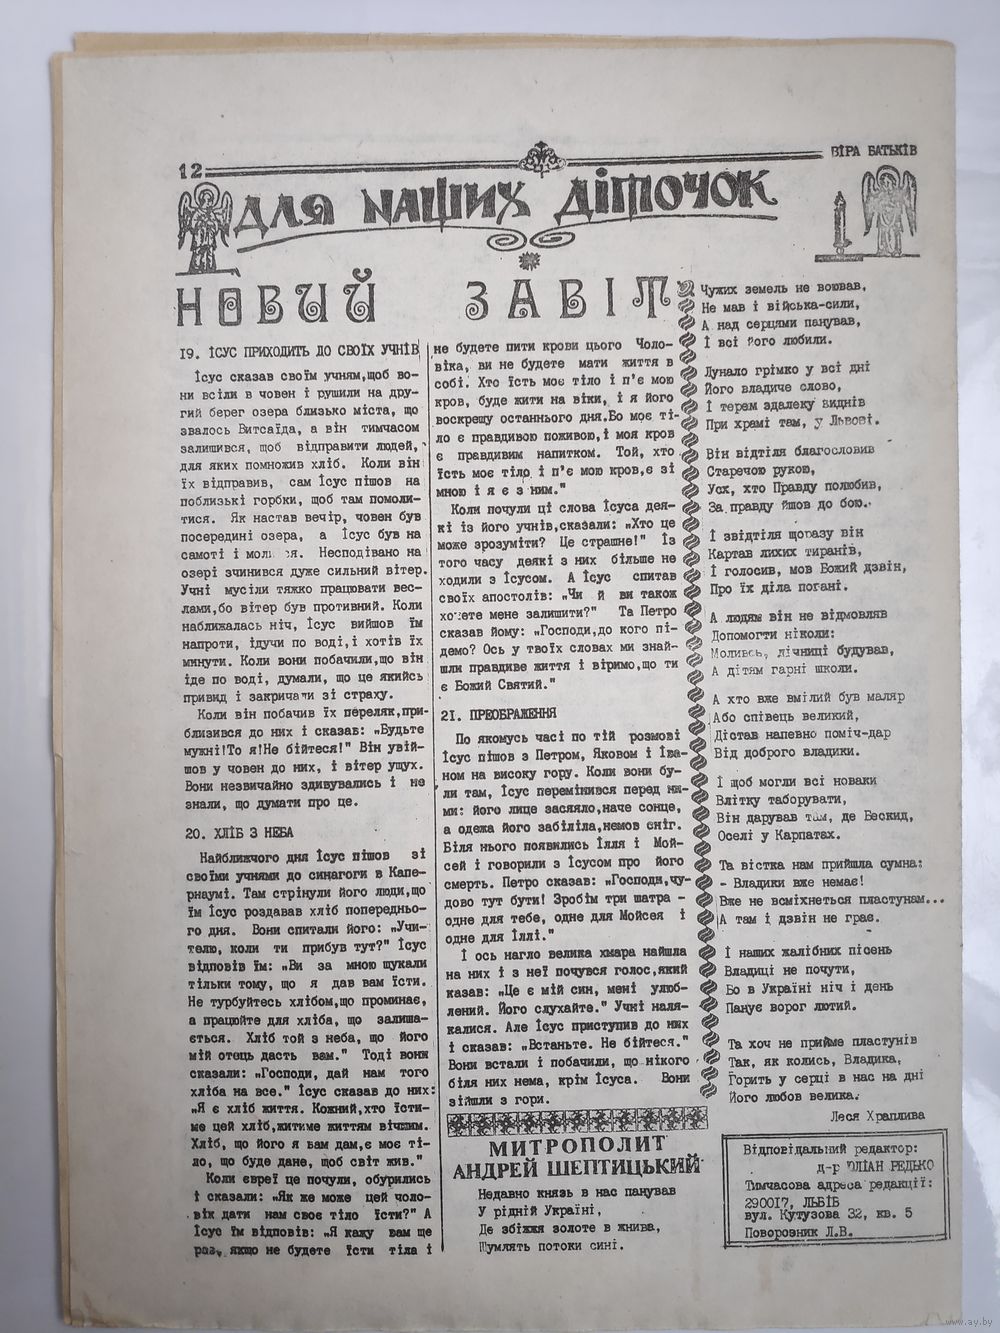 12
ВІРА БАТЬКІВ
ДЛЯ НАШИХ ДІТОЧОК
НОВИЙ ЗАВІТ
19. ІСУС ПРИХОДИТЬ ДО СВОЇХ УЧНІВ
Ісус сказав своїм учням,щоб во-
ни всіли в човен і рушили на дру-
гий берег озера близько міста, що
звалось Витсаїда, а він тимчасом
залишився, щоб відправити людей,
для яких помножив хліб. Коли він
їх відправив, сам Ісус пішов на
поблизькі горбки, щоб там помоли-
тися. Як настав вечір, човен був
посередині озера, а Ісус був на
самоті і мол   ся. Несподівано на
озері зчинився дуже сильний вітер.
Учні мусіли тяжко працювати вес-
лами,бо вітер був противний. Коли
наближалась ніч, Ісус вийшов їм
напроти, ідучи по воді,і хотів їх
минути. Коли вони побачили,що він
іде по воді, думали, що це якийсь
привид і закричати зі страху.
Коли він побачив їх переляк,при-
близився до них і сказав: „Будьте
мужні!То я!Не бійтеся!" Він увій-
шов у човен до них, і вітер ущух.
Вони незвичайно здивувались і не
знали, що думати про це.
20. ХЛІБ З НЕБА
Найближчого дня Ісус пішов зі
своїми учнями до синагоги в Капе-
рнаумі. Там стрінули його люди,що
їм Ісус роздавав хліб попередньо-
го дня. Вони спитали його: „Учи-
телю, коли ти прибув тут?" Ісус
відповів їм: „Ви за мною шукали
тільки тому, що я дав вам їсти.
Не турбуйтесь хлібом,що проминає,
а працюйте для хліба, що залиша-
ється. Хліб той з неба, що його
мій отець дасть вам." Тоді вони
сказали: „Господи, дай нам того
хліба на все." Ісус сказав до них:
„Я є хліб життя. Кожний,хто їсти-
ме цей хліб,житиме життям вічним.
Хліб, що його я вам дам,є моє ті-
ло, що буде дане, щоб світ жив."
Коли євреї це почули, обурились
і сказали: „Як же може цей чоло-
вік дати нам своє тіло їсти?" А
Ісус їм відповів: „Я кажу вам ще
раз, якщо не будете їсти тіла і
не будете пити крови цього Чоло-
віка, ви не будете мати життя в
собі. Хто їсть моє тіло і п'є мою
кров, буде жити на віки, і я його
воскрешу останнього дня.Бо моє ті-
ло є правдивою поживою,і моя кров
є правдивим напитком. Той, хто
їсть моє тіло і п'є мою кров,є зі
мною і я є з ним."
Коли почули ці слова Ісуса дея-
кі із його учнів,сказали: „Хто це
може зрозуміти? Це страшне!" Із
того часу деякі з них більше не
ходили з Ісусом. А Ісус спитав
своїх апостолів: „Чи й ви також
хочете мене залишити?" Та Петро
сказав йому: „Господи,до кого пі-
демо? Ось у твоїх словах ми знай-
шли правдиве життя і віримо,що ти
є Божий Святий."
21. ПРЕОБРАЖЕННЯ
По якомусь часі по тій розмові
Ісус пішов з Петром, Яковом і Іва-
ном на високу гору. Коли вони бу-
ли там, Ісус перемінився перед ни-
ми: його лице засяяло,наче сонце,
а одежа його забіліла,немов сніг.
Біля нього появились Ілля і Мой-
сей і говорили з Ісусом про його
смерть. Петро сказав: „Господи,чу-
дово тут бути! Зробім три шатра -
одне для тебе, одне для Мойсея і
одне для Іллі."
І ось нагло велика хмара найшла
на них і з неї почувся голос,який
казав: „Це є мій син, мені улюб-
лений. Його слухайте." Учні наля-
калися. Але Ісус приступив до них
і сказав: „Встаньте. Не бійтеся."
Вони встали і побачили, що нікого
біля них нема, крім Ісуса. Вони
зійшли з гори.
МИТРОПОЛИТ
АНДРЕЙ ШЕПТИЦЬКИЙ
Недавно князь в нас панував
У рідній Україні,
Де збіжжя золоте в жнива,
Шумлять потоки сині.
Чужих земель не воював,
Не мав і війська-сили,
А над серцями панував,
І всі його любили.
Лунало грімко у всі дні
Його владиче слово,
І терем здалеку виднів
При храмі там, у Львові.
Він відтіля благословив
Старечою рукою,
Усх, хто Правду полюбив,
За правду йшов до бою.
І звідтіля щоразу він
Картав лихих тиранів,
І голосив, мов Божий дзвін,
Про їх діла погані.
А людям він не відмовляв
Допомогти ніколи:
Моливсь, лічниці будував,
А дітям гарні школи.
А хто вже вмілий був маляр
Або співець великий,
Дістав напевно поміч-дар
Від доброго владики.
І щоб могли всі новаки
Влітку таборувати,
Він дарував там, де Бескид,
Оселі у Карпатах.
Та вістка нам прийшла сумна:
- Владики вже немає!
Вже не всміхнеться пластунам...
А там і дзвін не грає.
І наших жалібних пісень
Владиці не почути,
Бо в Україні ніч і день
Панує ворог лютий.
Та хоч не прийме пластунів
Так, як колись, Владика,
Горить у серці в нас на дні
Його любов велика.
Леся Храплива
Відповідальний редактор:
д-р ЮЛІАН РЕДЬКО
Тимчасова адреса редакції:
290017, ЛЬВІВ
вул. Кутузова 32, кв. 5
Поворозник Л.В.
www.ay.by